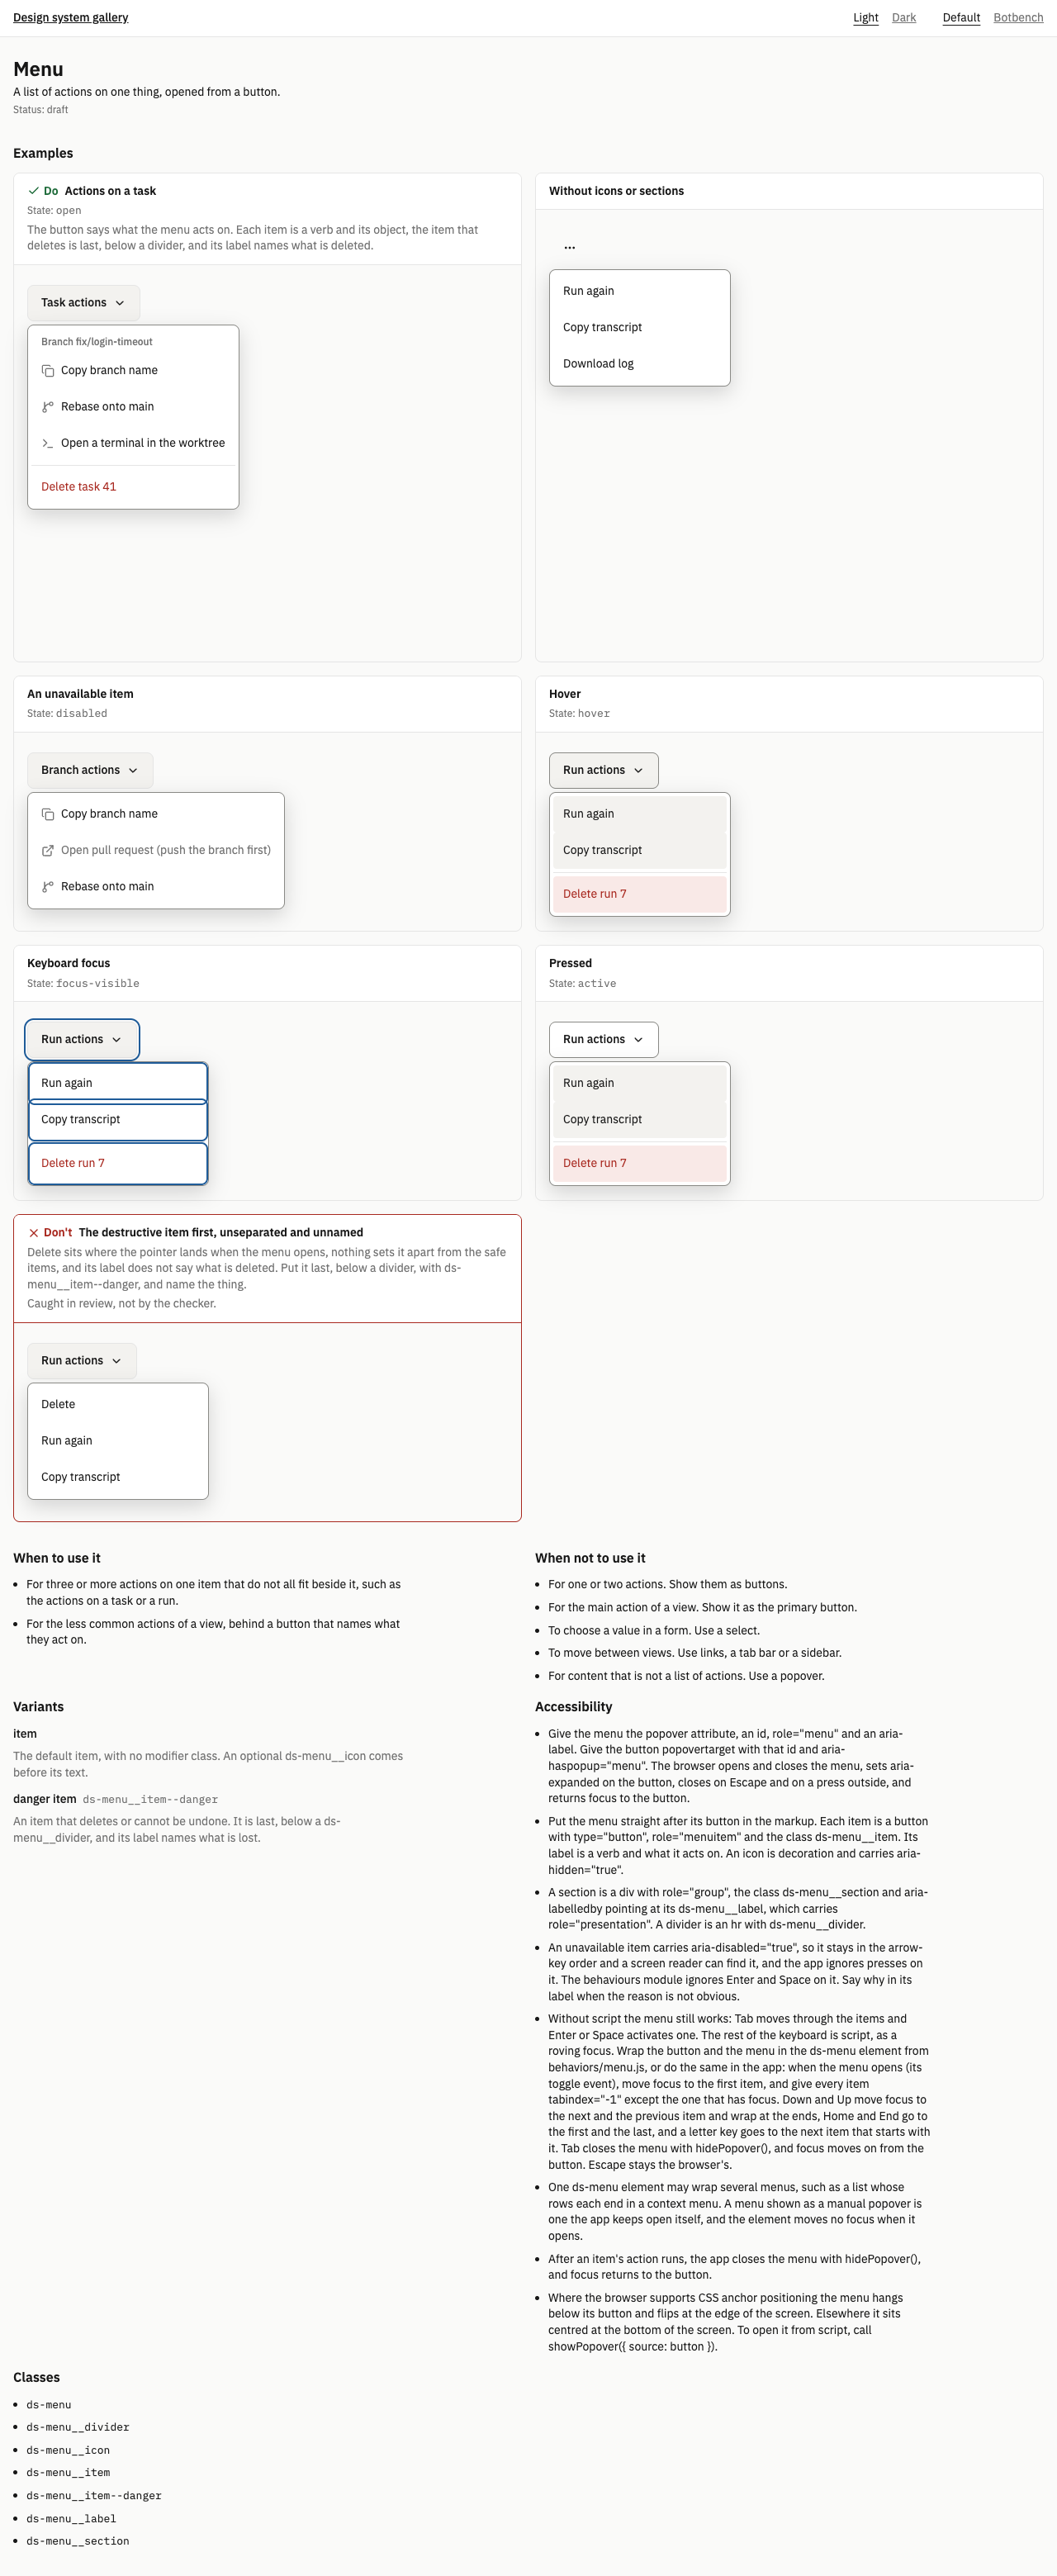 Design system gallery
Light Dark Default Botbench
Menu
A list of actions on one thing, opened from a button.
Status: draft
Examples
Do Actions on a task
State: open
The button says what the menu acts on. Each item is a verb and its object, the item that
deletes is last, below a divider, and its label names what is deleted.
Task actions
Branch fix/login-timeout
Copy branch name
Rebase onto main
Open a terminal in the worktree
Delete task 41
Without icons or sections
...
Run again
Copy transcript
Download log
An unavailable item
State: disabled
Branch actions
Copy branch name
Open pull request (push the branch first)
Rebase onto main
Hover
State: hover
Run actions
Run again
Copy transcript
Delete run 7
Keyboard focus
State: focus-visible
Run actions
Run again
Copy transcript
Delete run 7
Pressed
State: active
Run actions
Run again
Copy transcript
Delete run 7
Don't The destructive item first, unseparated and unnamed
Delete sits where the pointer lands when the menu opens, nothing sets it apart from the safe
items, and its label does not say what is deleted. Put it last, below a divider, with ds-
menu__item--danger, and name the thing.
Caught in review, not by the checker.
Run actions
Delete
Run again
Copy transcript
When to use it
For three or more actions on one item that do not all fit beside it, such as
the actions on a task or a run.
For the less common actions of a view, behind a button that names what
they act on.
When not to use it
For one or two actions. Show them as buttons.
For the main action of a view. Show it as the primary button.
To choose a value in a form. Use a select.
To move between views. Use links, a tab bar or a sidebar.
For content that is not a list of actions. Use a popover.
Variants
item
The default item, with no modifier class. An optional ds-menu__icon comes
before its text.
danger item ds-menu__item--danger
An item that deletes or cannot be undone. It is last, below a ds-
menu__divider, and its label names what is lost.
Accessibility
Give the menu the popover attribute, an id, role="menu" and an aria-
label. Give the button popovertarget with that id and aria-
haspopup="menu". The browser opens and closes the menu, sets aria-
expanded on the button, closes on Escape and on a press outside, and
returns focus to the button.
Put the menu straight after its button in the markup. Each item is a button
with type="button", role="menuitem" and the class ds-menu__item. Its
label is a verb and what it acts on. An icon is decoration and carries aria-
hidden="true".
A section is a div with role="group", the class ds-menu__section and aria-
labelledby pointing at its ds-menu__label, which carries
role="presentation". A divider is an hr with ds-menu__divider.
An unavailable item carries aria-disabled="true", so it stays in the arrow-
key order and a screen reader can find it, and the app ignores presses on
it. The behaviours module ignores Enter and Space on it. Say why in its
label when the reason is not obvious.
Without script the menu still works: Tab moves through the items and
Enter or Space activates one. The rest of the keyboard is script, as a
roving focus. Wrap the button and the menu in the ds-menu element from
behaviors/menu.js, or do the same in the app: when the menu opens (its
toggle event), move focus to the first item, and give every item
tabindex="-1" except the one that has focus. Down and Up move focus to
the next and the previous item and wrap at the ends, Home and End go to
the first and the last, and a letter key goes to the next item that starts with
it. Tab closes the menu with hidePopover(), and focus moves on from the
button. Escape stays the browser's.
One ds-menu element may wrap several menus, such as a list whose
rows each end in a context menu. A menu shown as a manual popover is
one the app keeps open itself, and the element moves no focus when it
opens.
After an item's action runs, the app closes the menu with hidePopover(),
and focus returns to the button.
Where the browser supports CSS anchor positioning the menu hangs
below its button and flips at the edge of the screen. Elsewhere it sits
centred at the bottom of the screen. To open it from script, call
showPopover({ source: button }).
Classes
ds-menu
ds-menu__divider
ds-menu__icon
ds-menu__item
ds-menu__item--danger
ds-menu__label
ds-menu__section